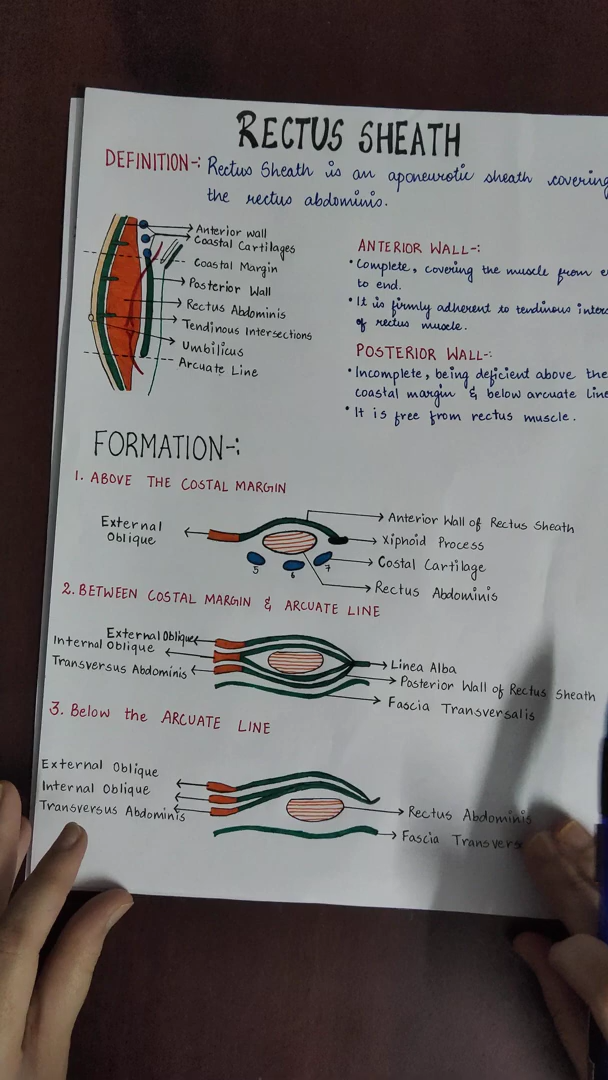 RECTUS SHEATH
DEFINITION-: Rectus Sheath is an aponeurotic sheath covering
the rectus abdominis.
Anterior wall
Coastal Cartilages
Coastal Margin
Posterior Wall
Rectus Abdominis
Tendinous Intersections
Umbilicus
Arcuate Line
ANTERIOR WALL-:
• Complete, covering the muscle from
to end.
• It is firmly adherent to tendinous
of rectus muscle.
POSTERIOR WALL-:
• Incomplete, being deficient above the
coastal margin & below arcuate line
• It is free from rectus muscle.
FORMATION-:
1. ABOVE THE COSTAL MARGIN
External
Oblique
Anterior Wall of Rectus Sheath
Xiphoid Process
Costal Cartilage
Rectus Abdominis
5 6 7
2. BETWEEN COSTAL MARGIN & ARCUATE LINE
External Oblique
Internal Oblique
Transversus Abdominis
Linea Alba
Posterior Wall of Rectus Sheath
Fascia Transversalis
3. Below the ARCUATE LINE
External Oblique
Internal Oblique
Transversus Abdominis
Rectus Abdominis
Fascia